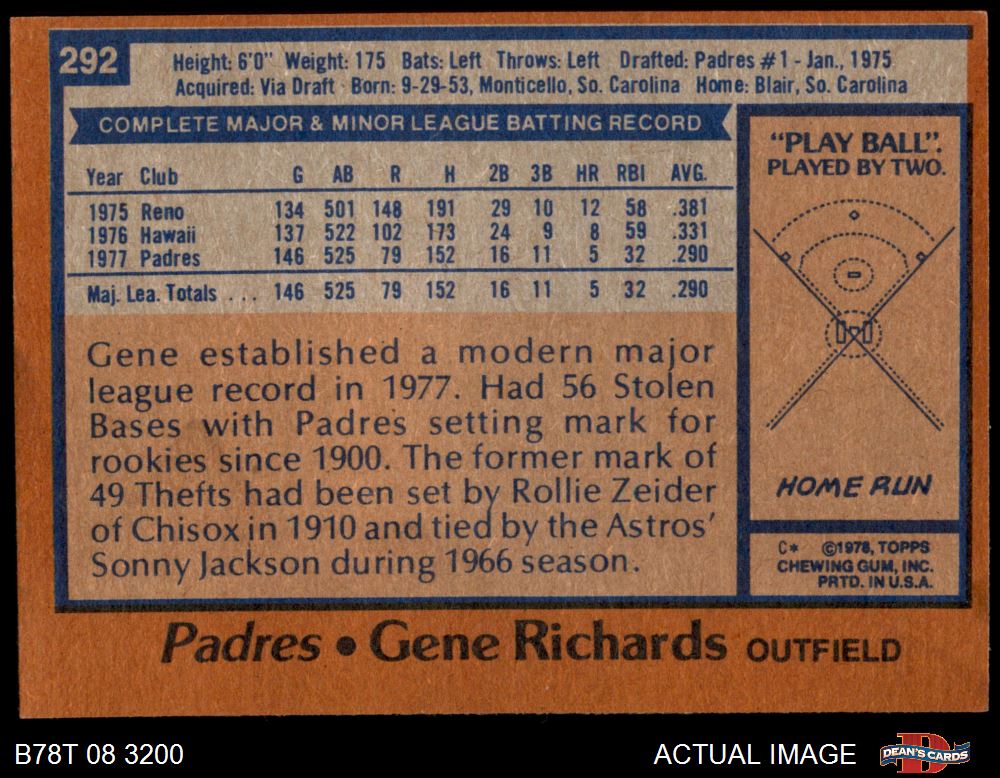 292
Height: 6'0" Weight: 175 Bats: Left Throws: Left Drafted: Padres #1 - Jan., 1975
Acquired: Via Draft Born: 9-29-53, Monticello, So. Carolina Home: Blair, So. Carolina
COMPLETE MAJOR & MINOR LEAGUE BATTING RECORD
Year Club G AB R H 2B 3B HR RBI AVG.
1975 Reno 134 501 148 191 29 10 12 58 .381
1976 Hawaii 137 522 102 173 24 9 8 59 .331
1977 Padres 146 525 79 152 16 11 5 32 .290
Maj. Lea. Totals . . . 146 525 79 152 16 11 5 32 .290
Gene established a modern major
league record in 1977. Had 56 Stolen
Bases with Padres setting mark for
rookies since 1900. The former mark of
49 Thefts had been set by Rollie Zeider
of Chisox in 1910 and tied by the Astros'
Sonny Jackson during 1966 season.
"PLAY BALL".
PLAYED BY TWO.
HOME RUN
C* ©1978, TOPPS
CHEWING GUM, INC.
PRTD. IN U.S.A.
Padres • Gene Richards OUTFIELD
B78T 08 3200
ACTUAL IMAGE
DEAN'S CARDS